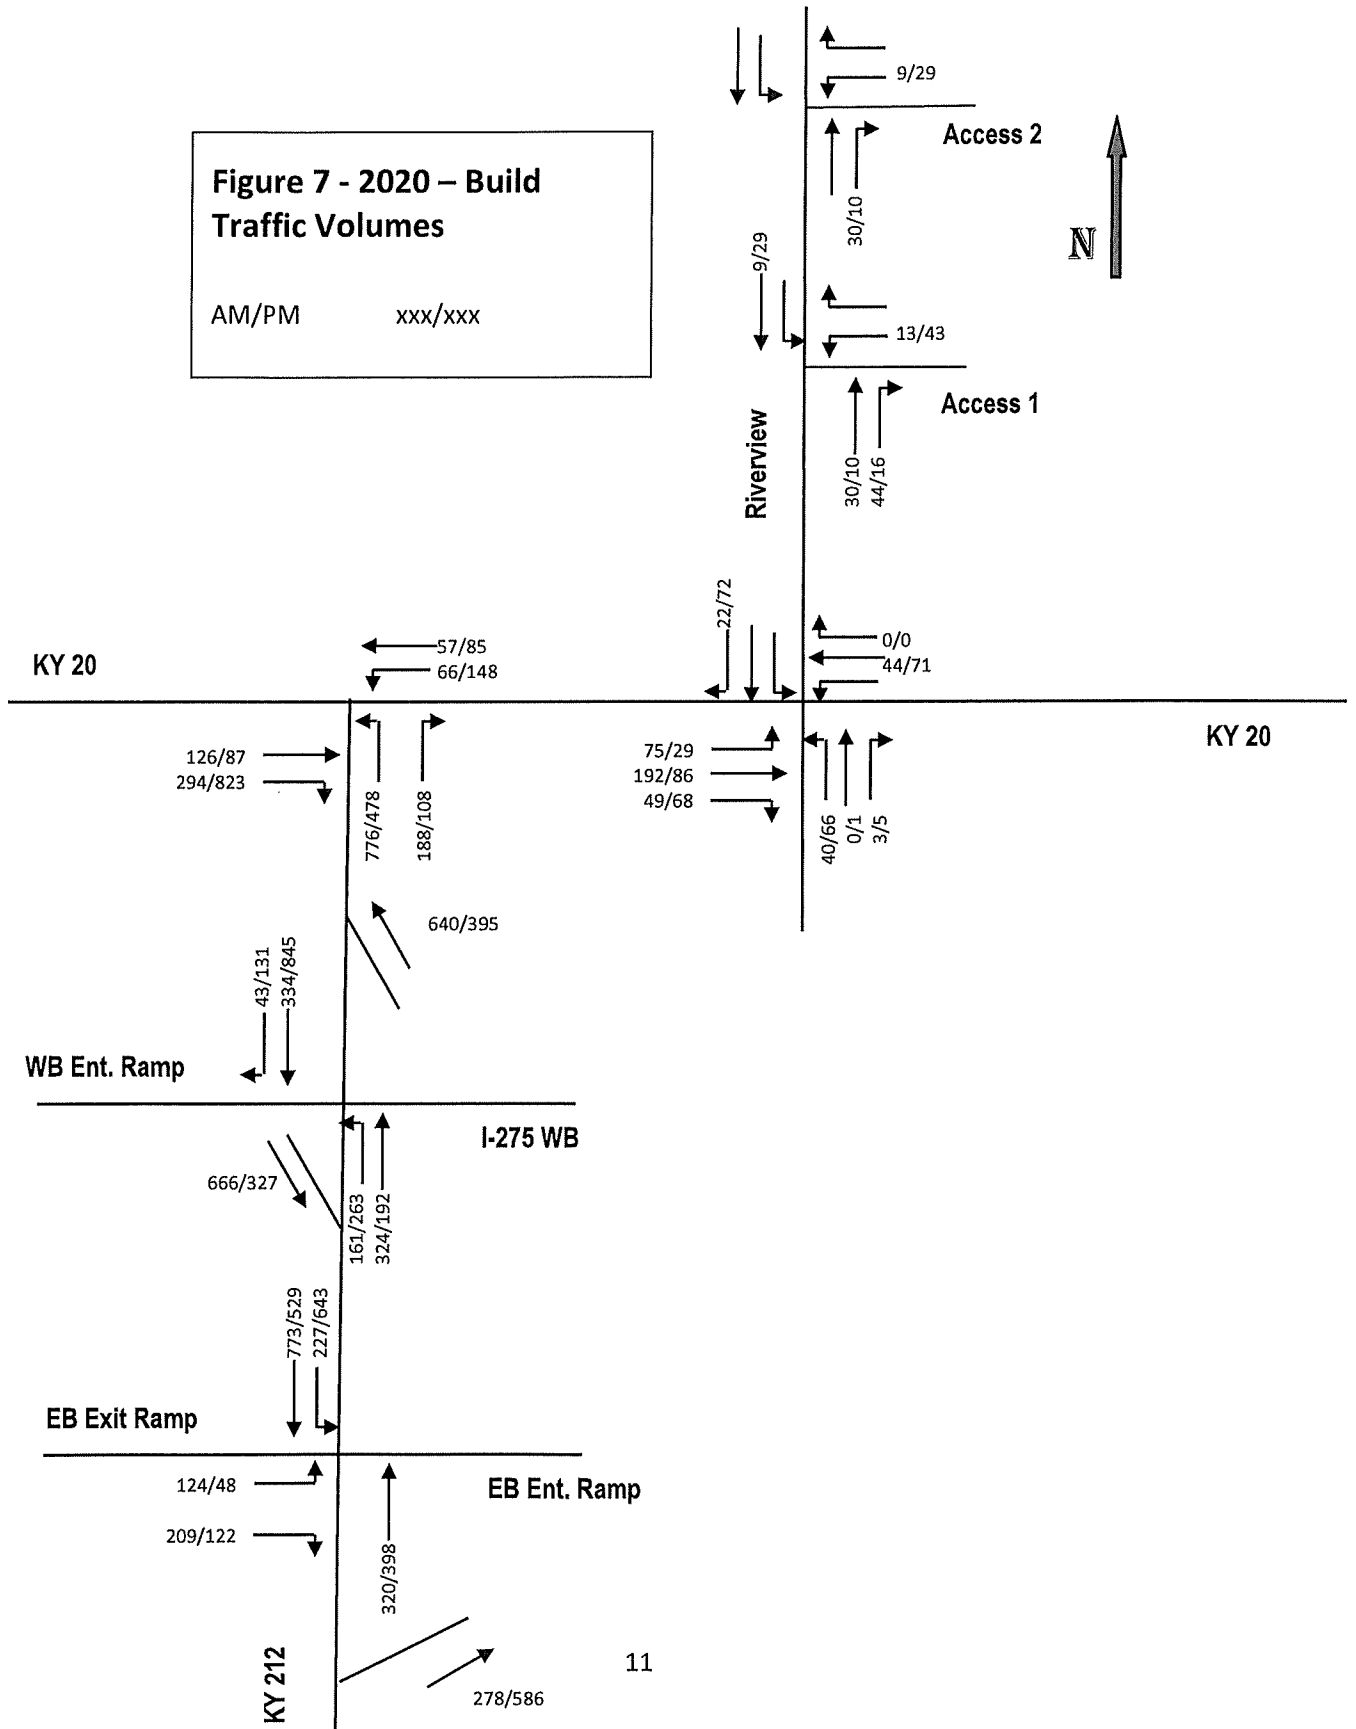 9/29
Access 2
Figure 7 - 2020 – Build
Traffic Volumes
AM/PM xxx/xxx
30/10
N
9/29
13/43
Access 1
Riverview
30/10
44/16
22/72
KY 20
57/85
66/148
0/0
44/71
KY 20
126/87
294/823
776/478
188/108
75/29
192/86
49/68
40/66
0/1
3/5
640/395
43/131
334/845
WB Ent. Ramp
I-275 WB
666/327
161/263
324/192
773/529
227/643
EB Exit Ramp
124/48
EB Ent. Ramp
209/122
320/398
KY 212
11
278/586